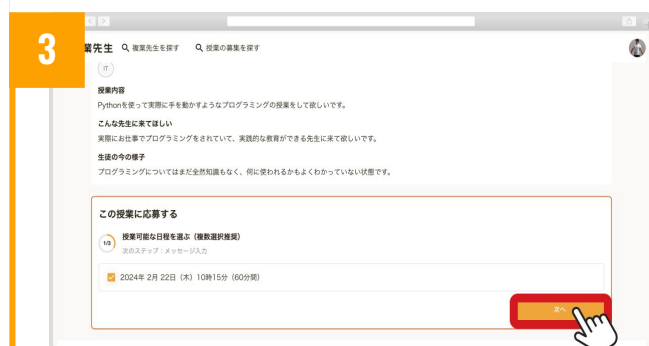 3
業先生 複業先生を探す 授業の募集を探す
IT
授業内容
Pythonを使って実際に手を動かすようなプログラミングの授業をして欲しいです。
こんな先生に来てほしい
実際にお仕事でプログラミングをされていて、実践的な教育ができる先生に来て欲しいです。
生徒の今の様子
プログラミングについてはまだ全然知識もなく、何に使われるかもよくわかっていない状態です。
この授業に応募する
1/3
授業可能な日程を選ぶ（複数選択推奨）
次のステップ：メッセージ入力
2024年 2月 22日（木）10時15分（60分間）
次へ